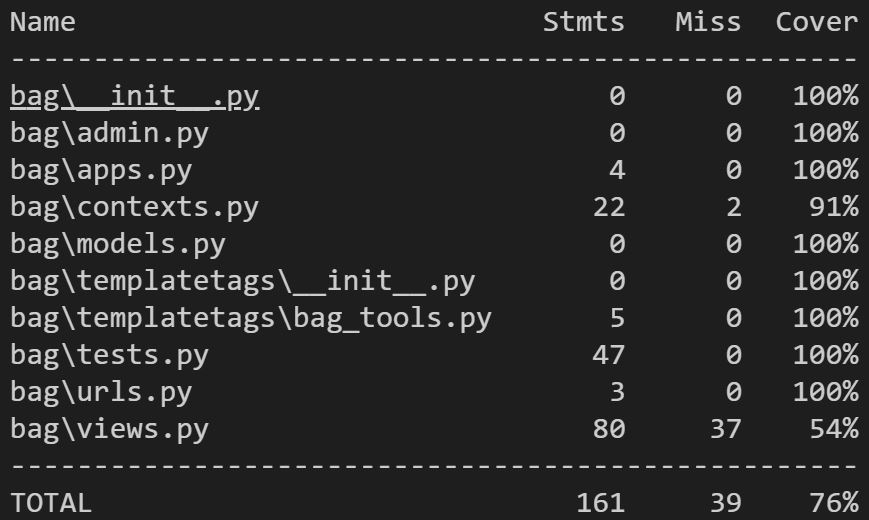 Name Stmts Miss Cover
---------------------------------------------------
bag\__init__.py 0 0 100%
bag\admin.py 0 0 100%
bag\apps.py 4 0 100%
bag\contexts.py 22 2 91%
bag\models.py 0 0 100%
bag\templatetags\__init__.py 0 0 100%
bag\templatetags\bag_tools.py 5 0 100%
bag\tests.py 47 0 100%
bag\urls.py 3 0 100%
bag\views.py 80 37 54%
---------------------------------------------------
TOTAL 161 39 76%